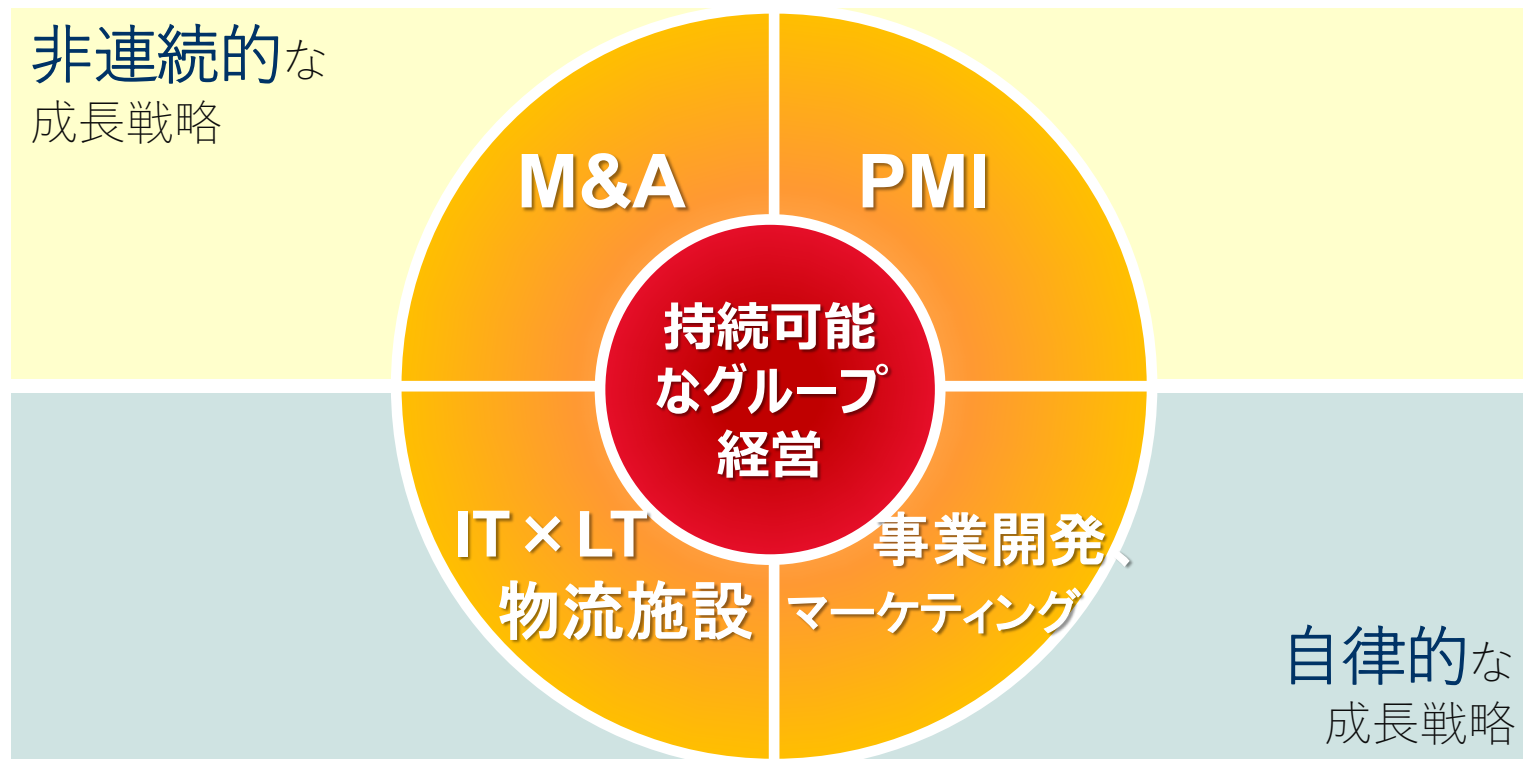 非連続的な
成長戦略
M&A
PMI
持続可能
なグループ
経営
IT×LT
物流施設
事業開発、
マーケティング
自律的な
成長戦略